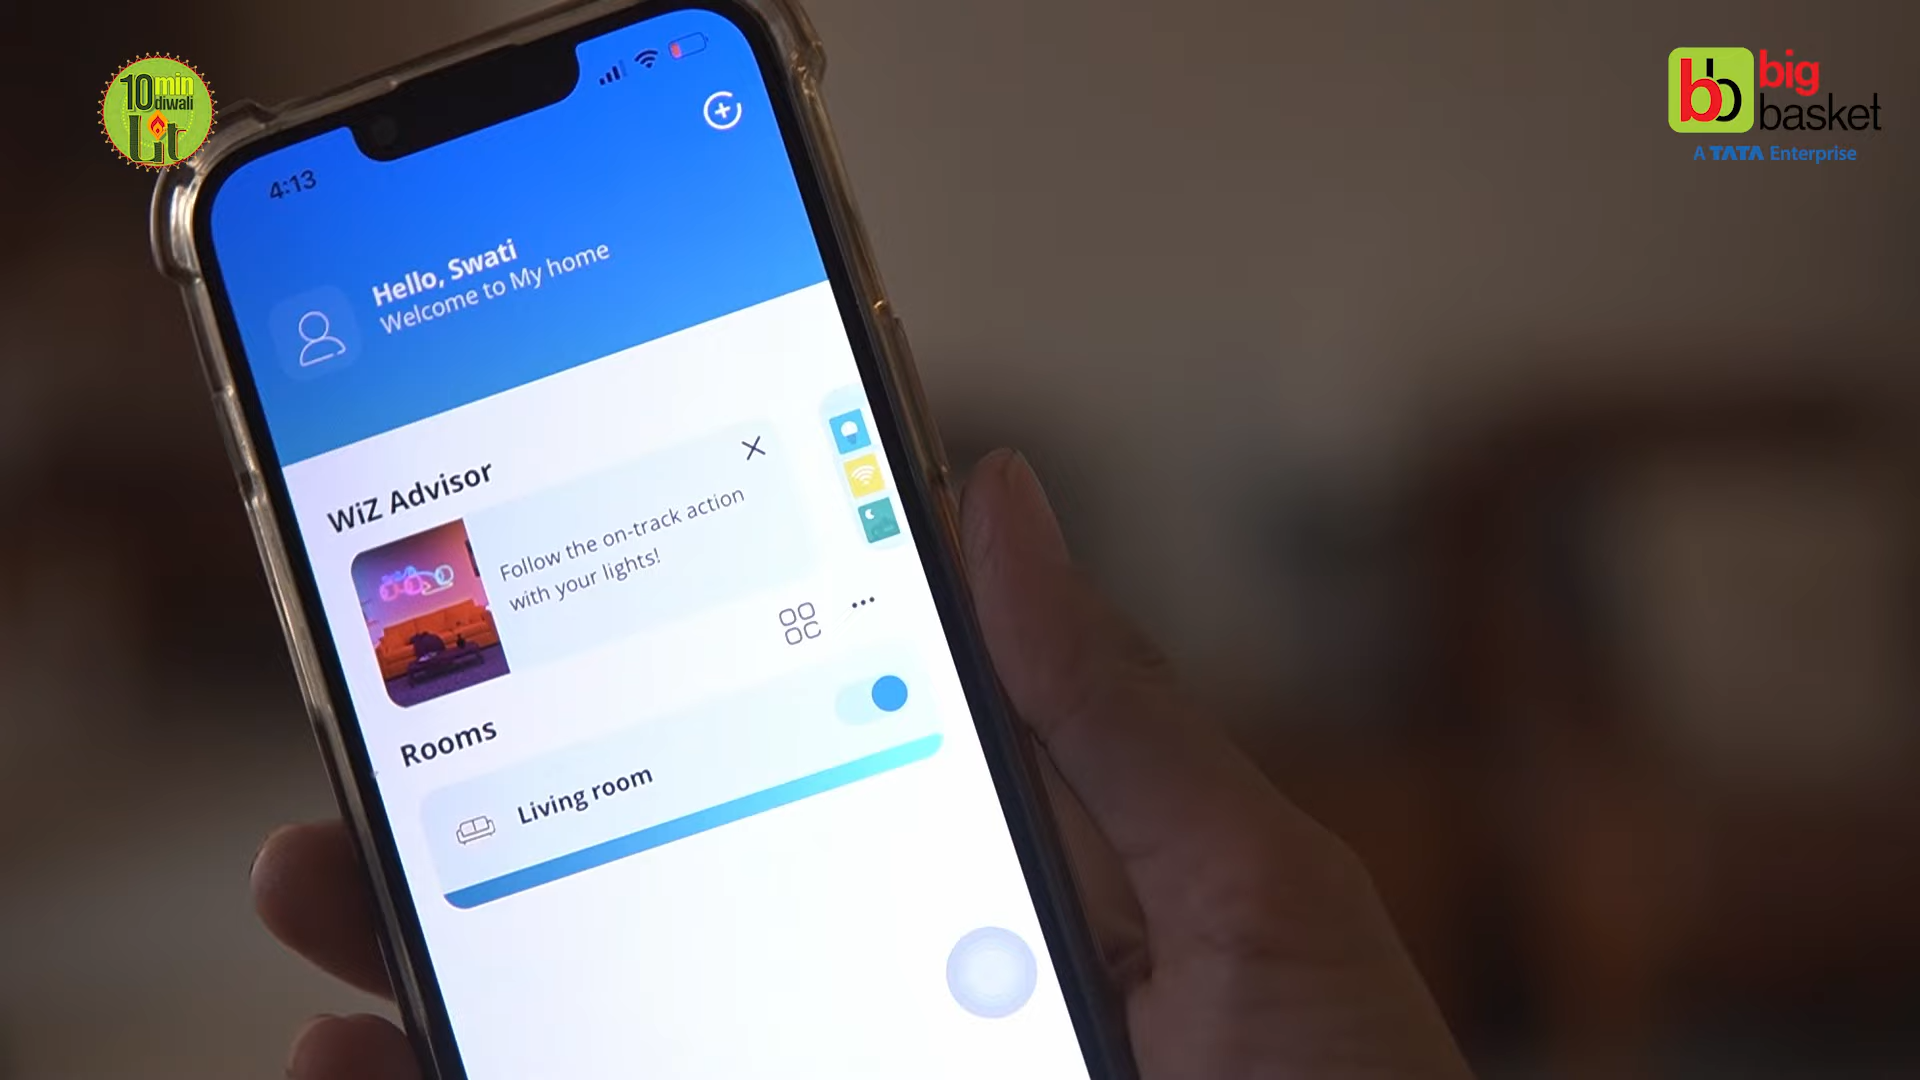 10 min
diwali
Lit
big
basket
A TATA Enterprise
4:13
Hello, Swati
Welcome to My home
WiZ Advisor
Follow the on-track action
with your lights!
Rooms
Living room